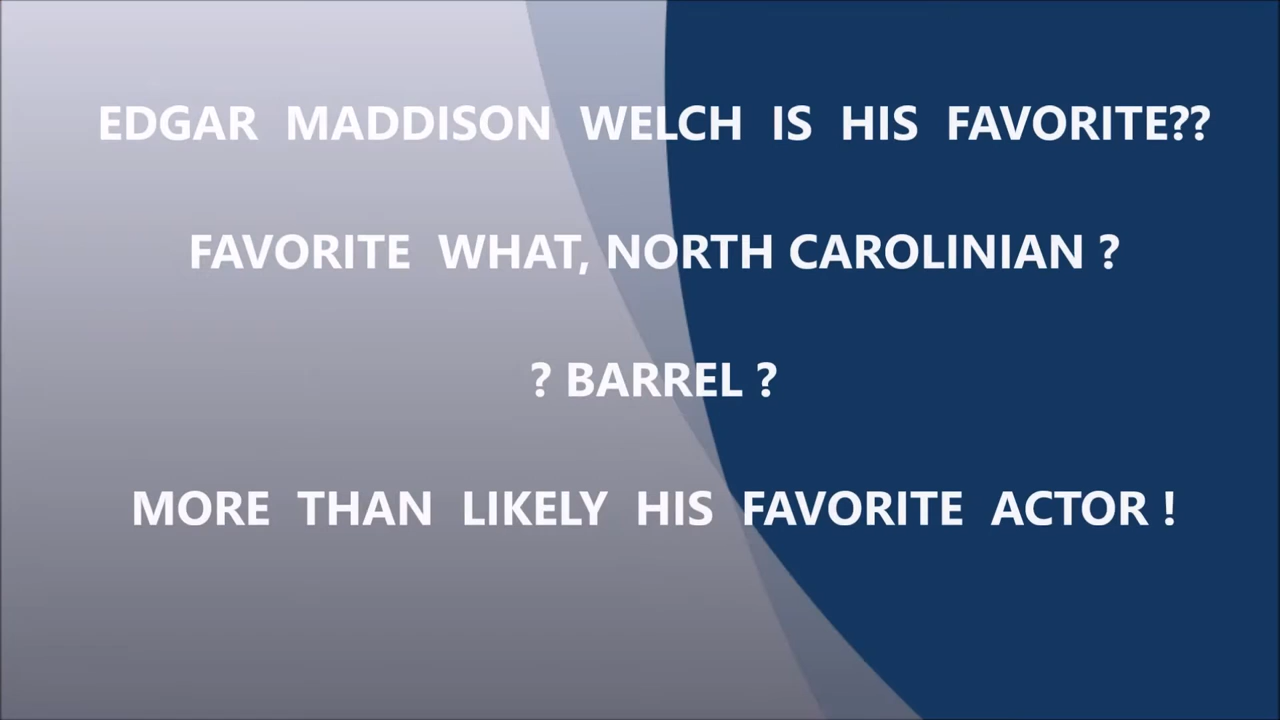 EDGAR MADDISON WELCH IS HIS FAVORITE??
FAVORITE WHAT, NORTH CAROLINIAN ?
? BARREL ?
MORE THAN LIKELY HIS FAVORITE ACTOR !